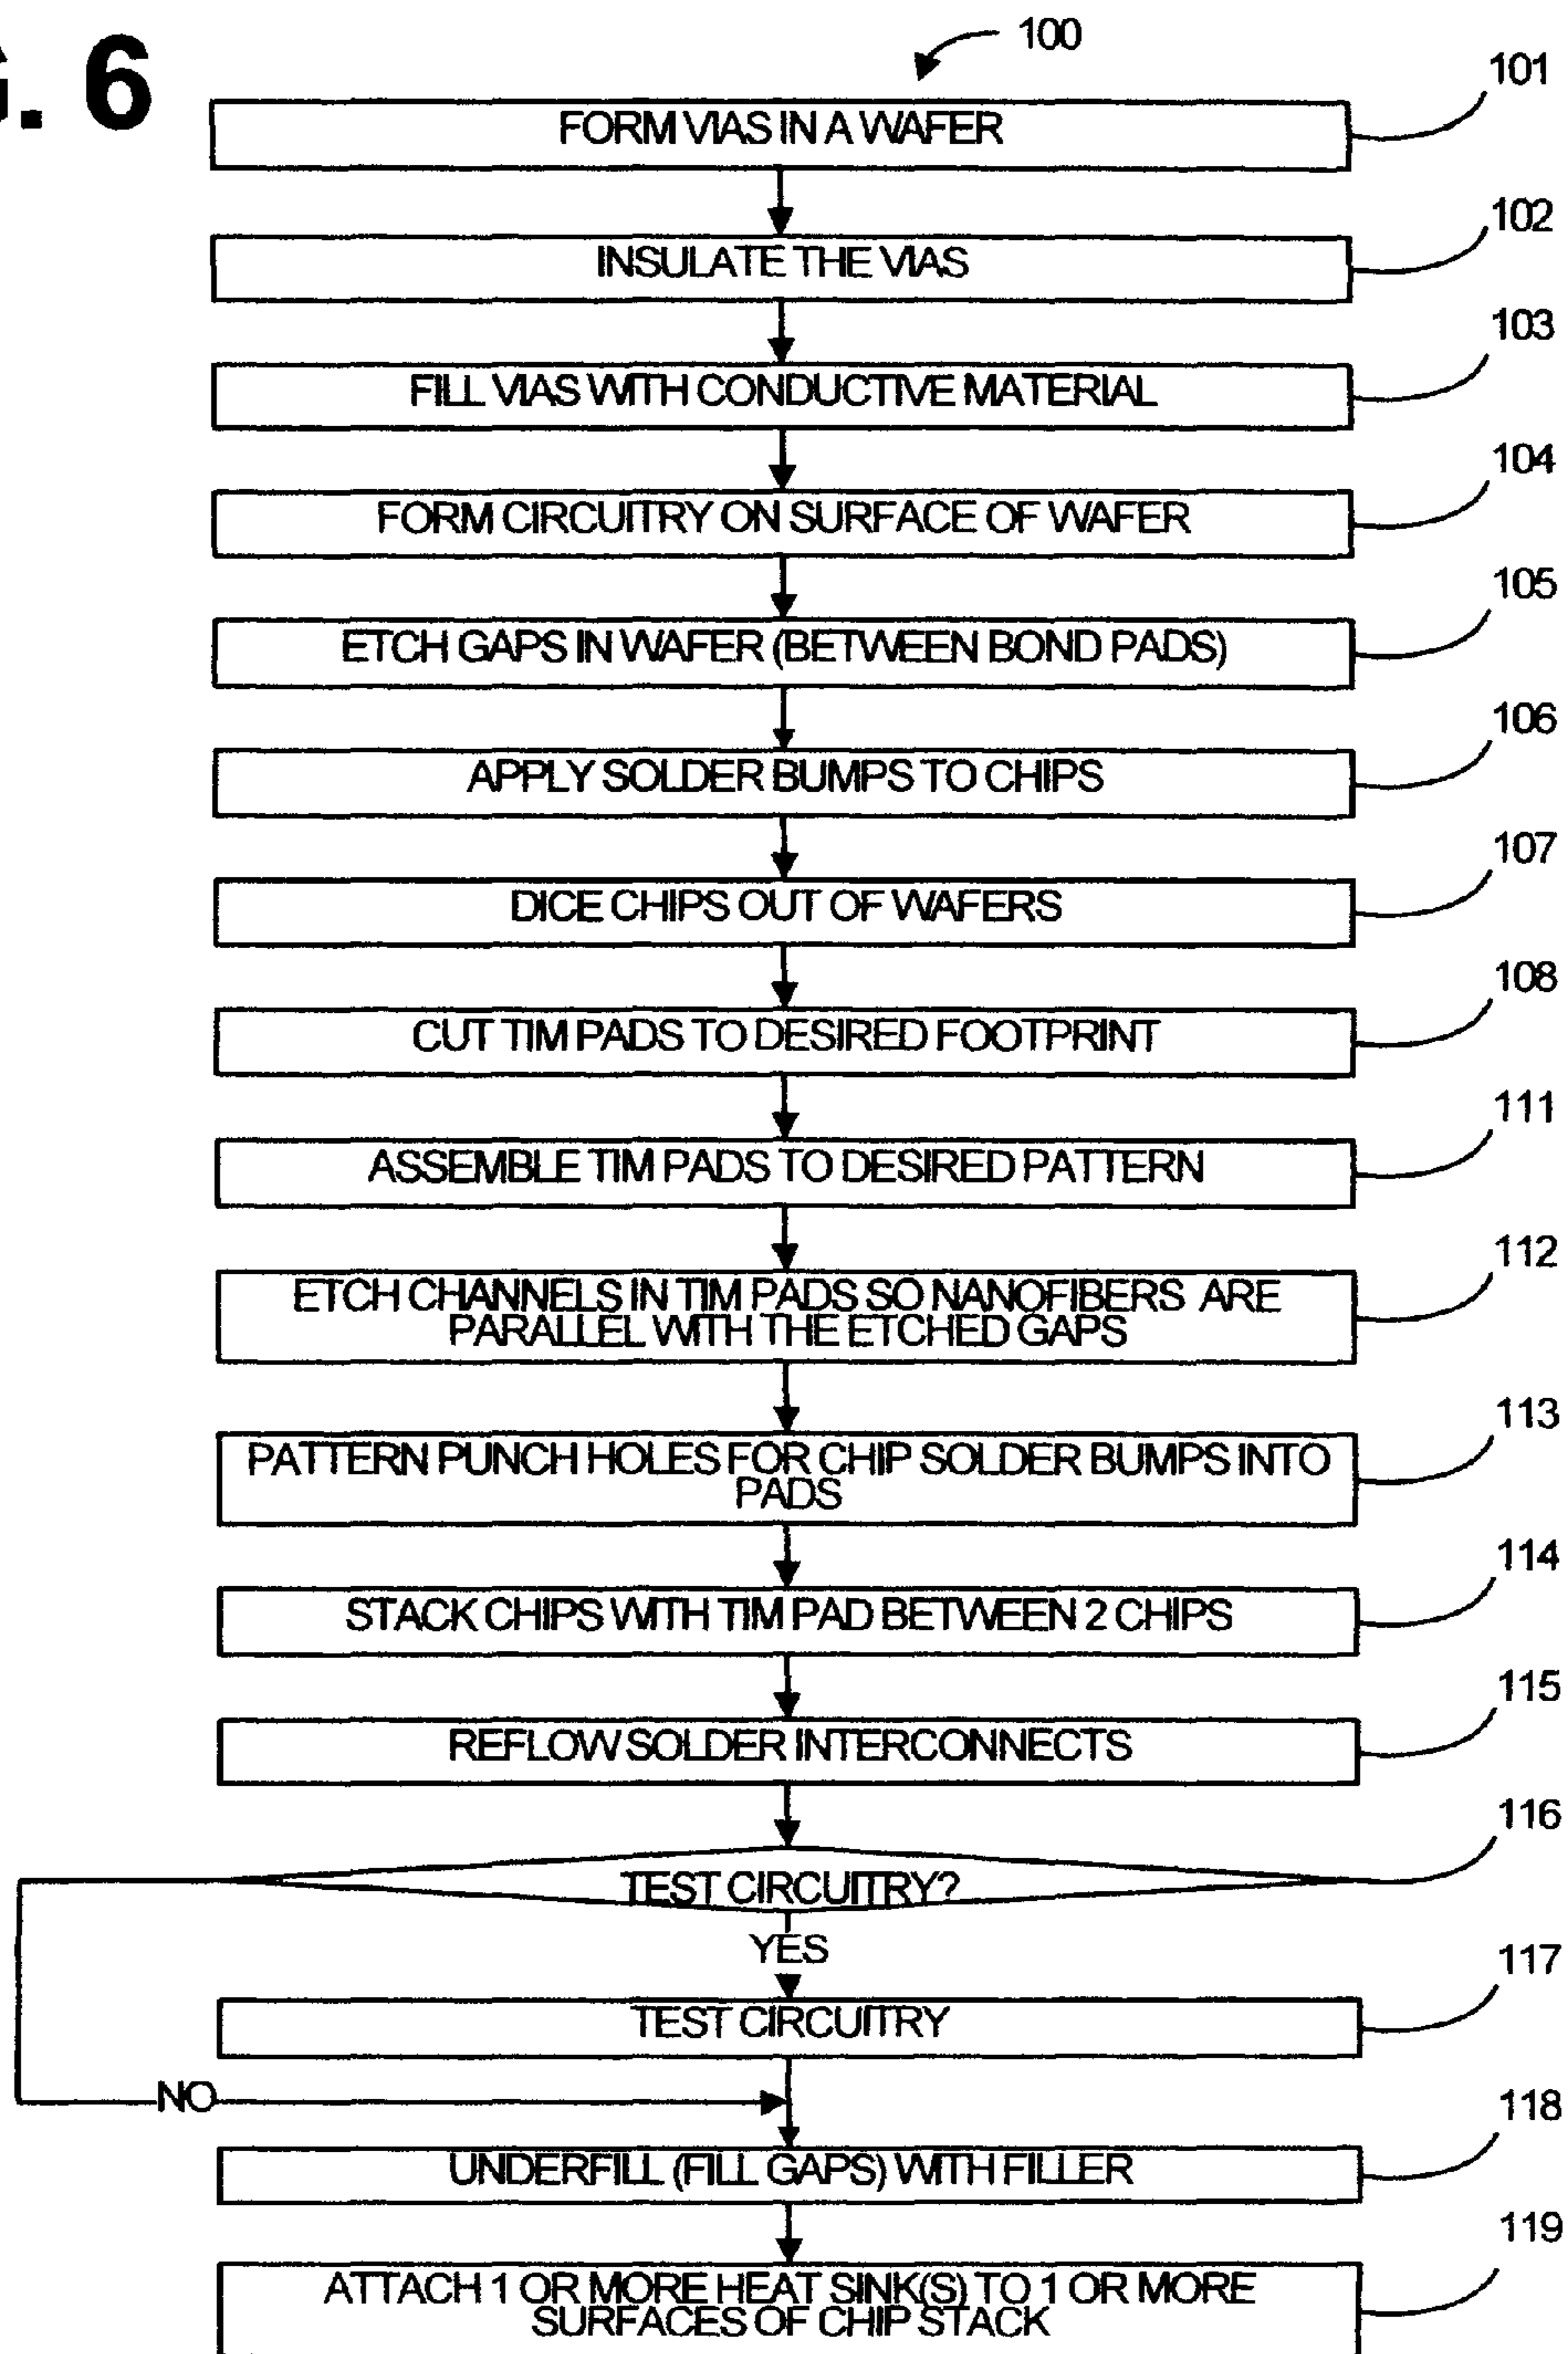 G. 6
100
101
FORM VIAS IN A WAFER
102
INSULATE THE VIAS
103
FILL VIAS WITH CONDUCTIVE MATERIAL
104
FORM CIRCUITRY ON SURFACE OF WAFER
105
ETCH GAPS IN WAFER (BETWEEN BOND PADS)
106
APPLY SOLDER BUMPS TO CHIPS
107
DICE CHIPS OUT OF WAFERS
108
CUT TIM PADS TO DESIRED FOOTPRINT
111
ASSEMBLE TIM PADS TO DESIRED PATTERN
112
ETCH CHANNELS IN TIM PADS SO NANOFIBERS ARE
PARALLEL WITH THE ETCHED GAPS
113
PATTERN PUNCH HOLES FOR CHIP SOLDER BUMPS INTO
PADS
114
STACK CHIPS WITH TIM PAD BETWEEN 2 CHIPS
115
REFLOW SOLDER INTERCONNECTS
116
TEST CIRCUITRY?
YES
117
TEST CIRCUITRY
NO
118
UNDERFILL (FILL GAPS) WITH FILLER
119
ATTACH 1 OR MORE HEAT SINK(S) TO 1 OR MORE
SURFACES OF CHIP STACK